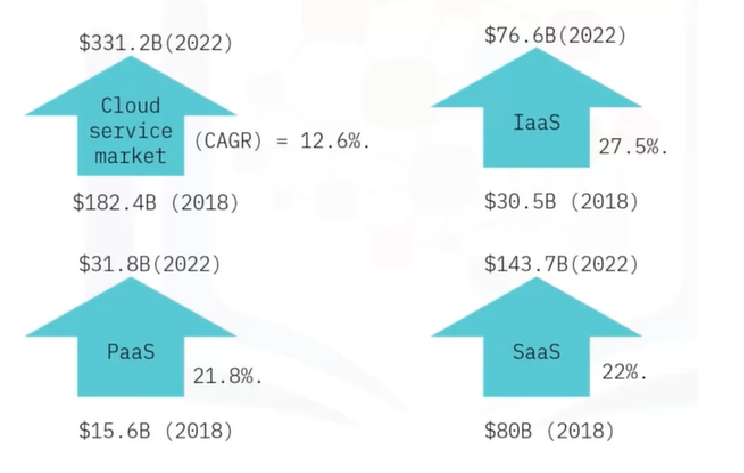 $331.2B(2022)
Cloud
service
market
(CAGR) = 12.6%.
$182.4B (2018)
$76.6B(2022)
IaaS
27.5%.
$30.5B (2018)
$31.8B(2022)
PaaS
21.8%.
$15.6B (2018)
$143.7B(2022)
SaaS
22%.
$80B (2018)